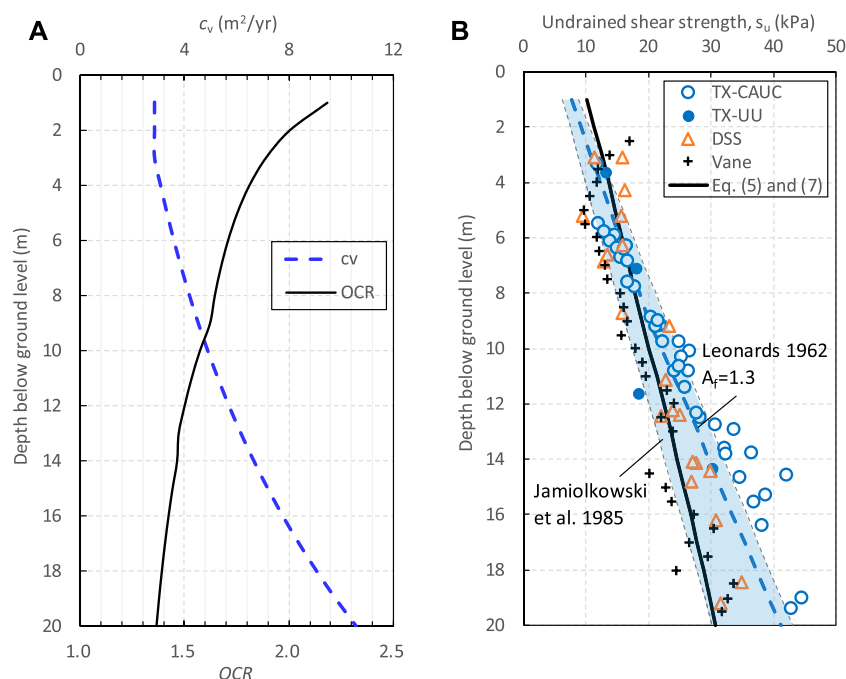 A
c_v (m²/yr)
0 4 8 12
0
2
4
6
8
10
12
14
16
18
20
Depth below ground level (m)
cv
OCR
1.0 1.5 2.0 2.5
OCR
B
Undrained shear strength, s_u (kPa)
0 10 20 30 40 50
0
2
4
6
8
10
12
14
16
18
20
Depth below ground level (m)
TX-CAUC
TX-UU
DSS
Vane
Eq. (5) and (7)
Leonards 1962
A_f=1.3
Jamiolkowski
et al. 1985